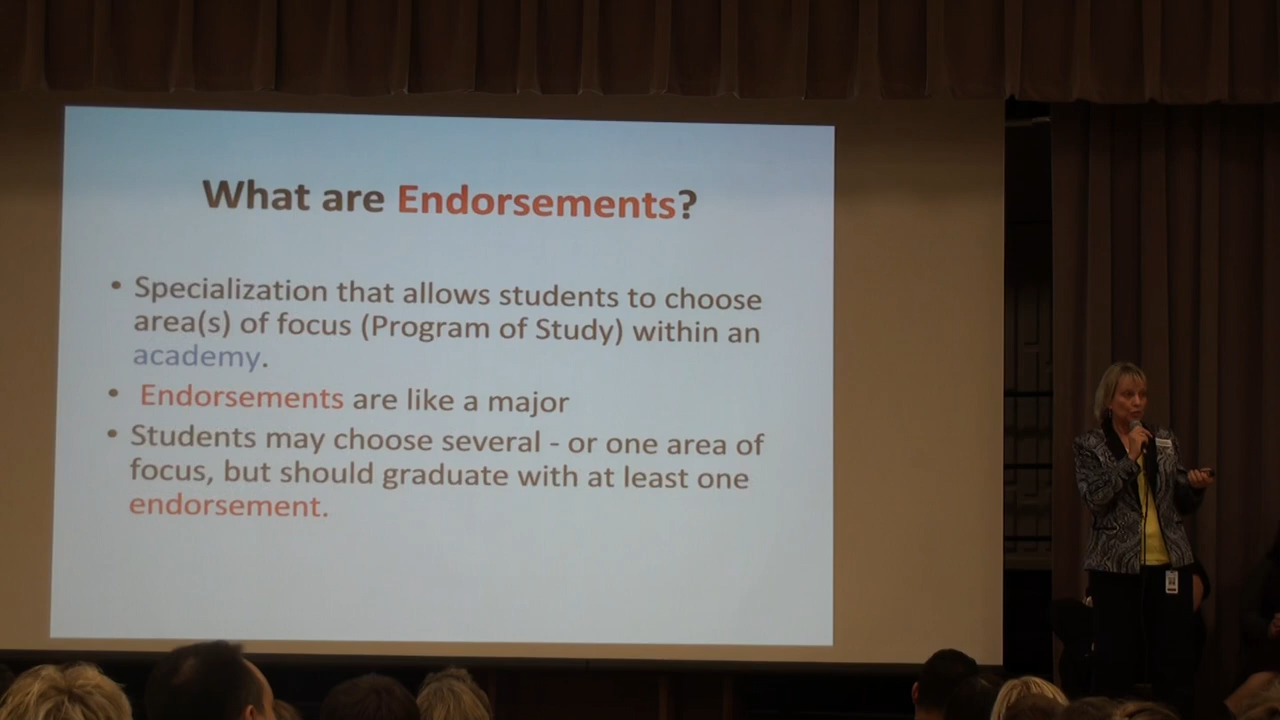 What are Endorsements?
• Specialization that allows students to choose
area(s) of focus (Program of Study) within an
academy.
• Endorsements are like a major
• Students may choose several - or one area of
focus, but should graduate with at least one
endorsement.